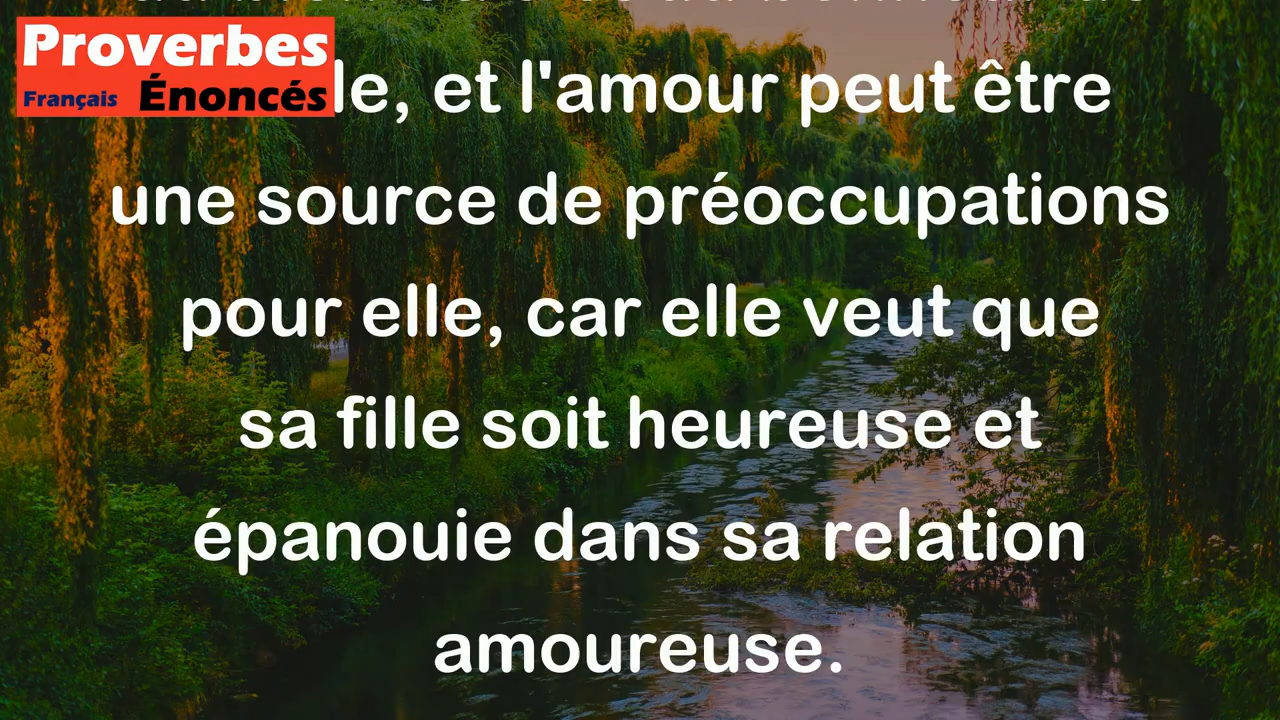 Proverbes
Français Énoncés
et l'amour peut être
une source de préoccupations
pour elle, car elle veut que
sa fille soit heureuse et
épanouie dans sa relation
amoureuse.